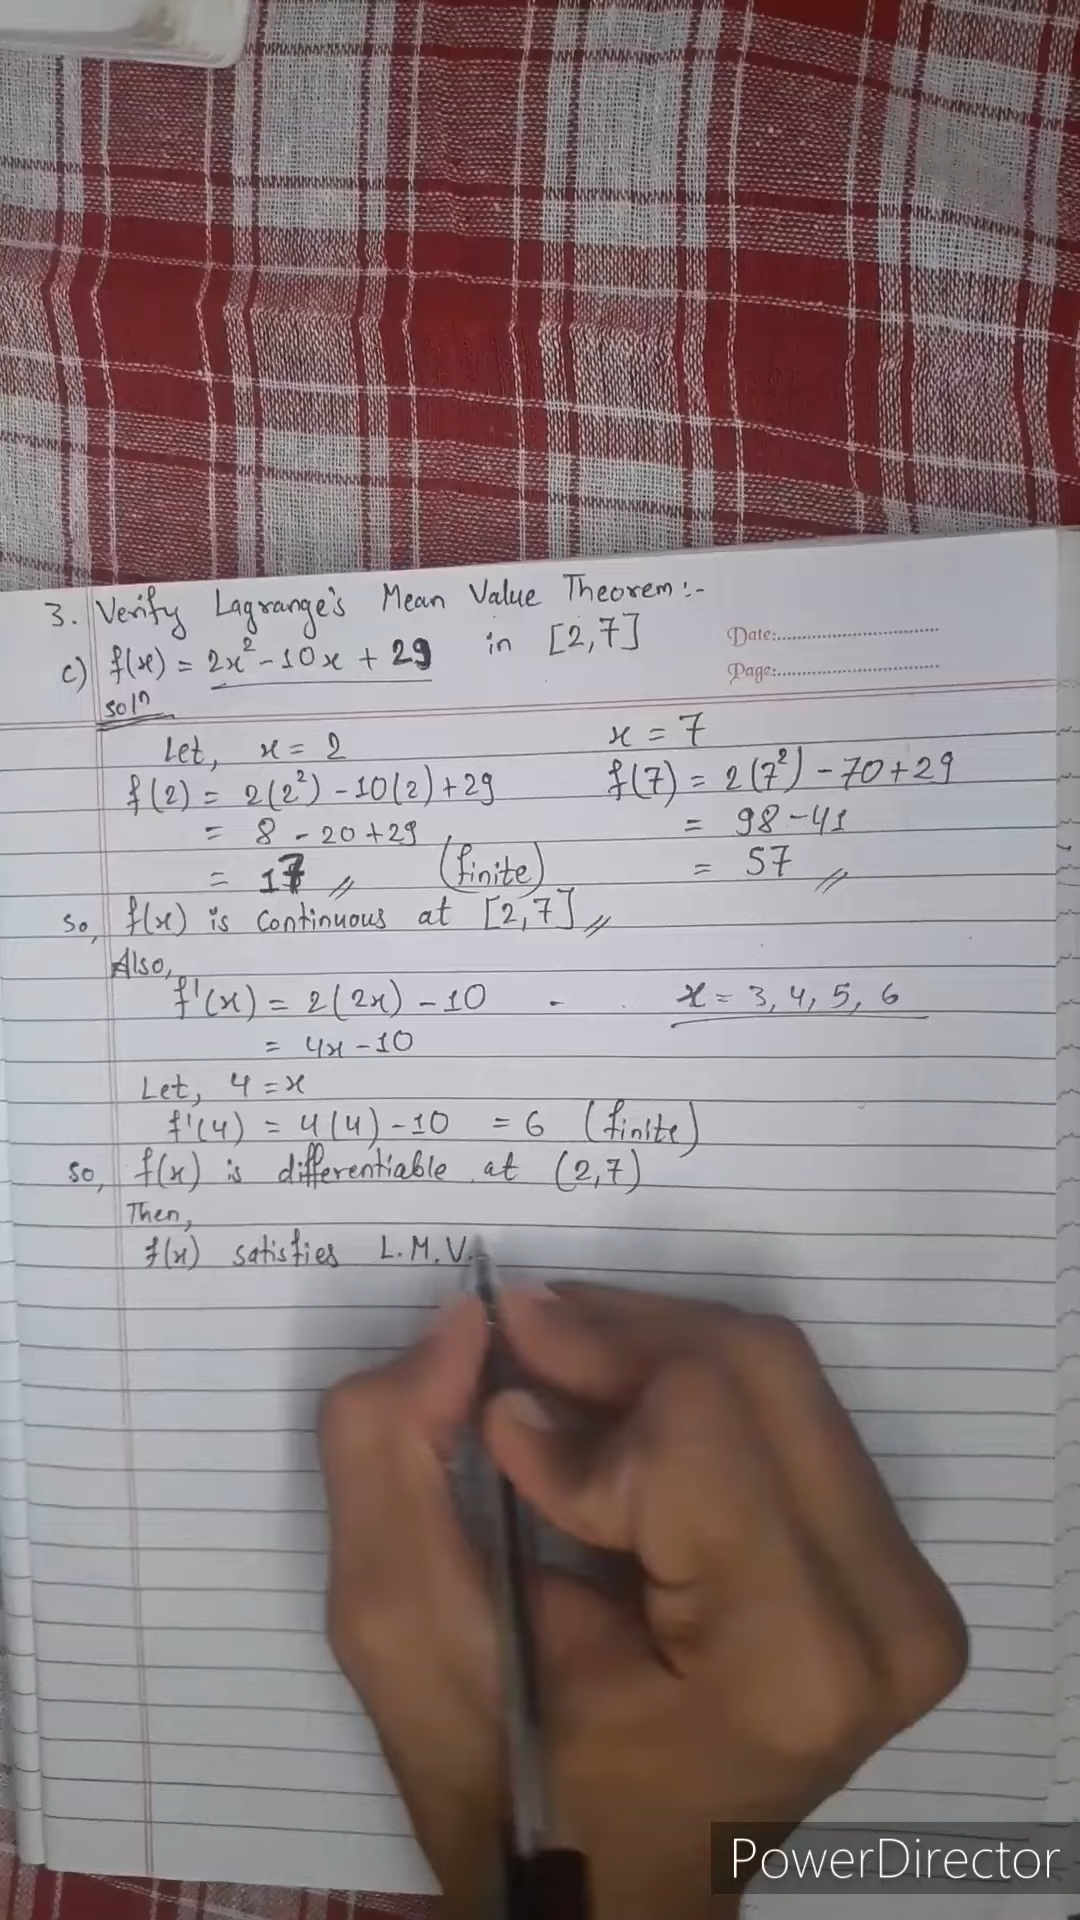 3. Verify Lagrange's Mean Value Theorem :-
c) f(x) = 2x² - 10x + 29 in [2,7]
Date:
Page:
soln
Let, x = 2
f(2) = 2(2²) - 10(2) + 29
= 8 - 20 + 29
= 17 (finite)
x = 7
f(7) = 2(7²) - 70 + 29
= 98 - 41
= 57
so, f(x) is continuous at [2,7]
Also,
f'(x) = 2(2x) - 10
x = 3, 4, 5, 6
= 4x - 10
Let, 4 = x
f'(4) = 4(4) - 10 = 6 (finite)
so, f(x) is differentiable at (2,7)
Then,
f(x) satisfies L.M.V.
PowerDirector